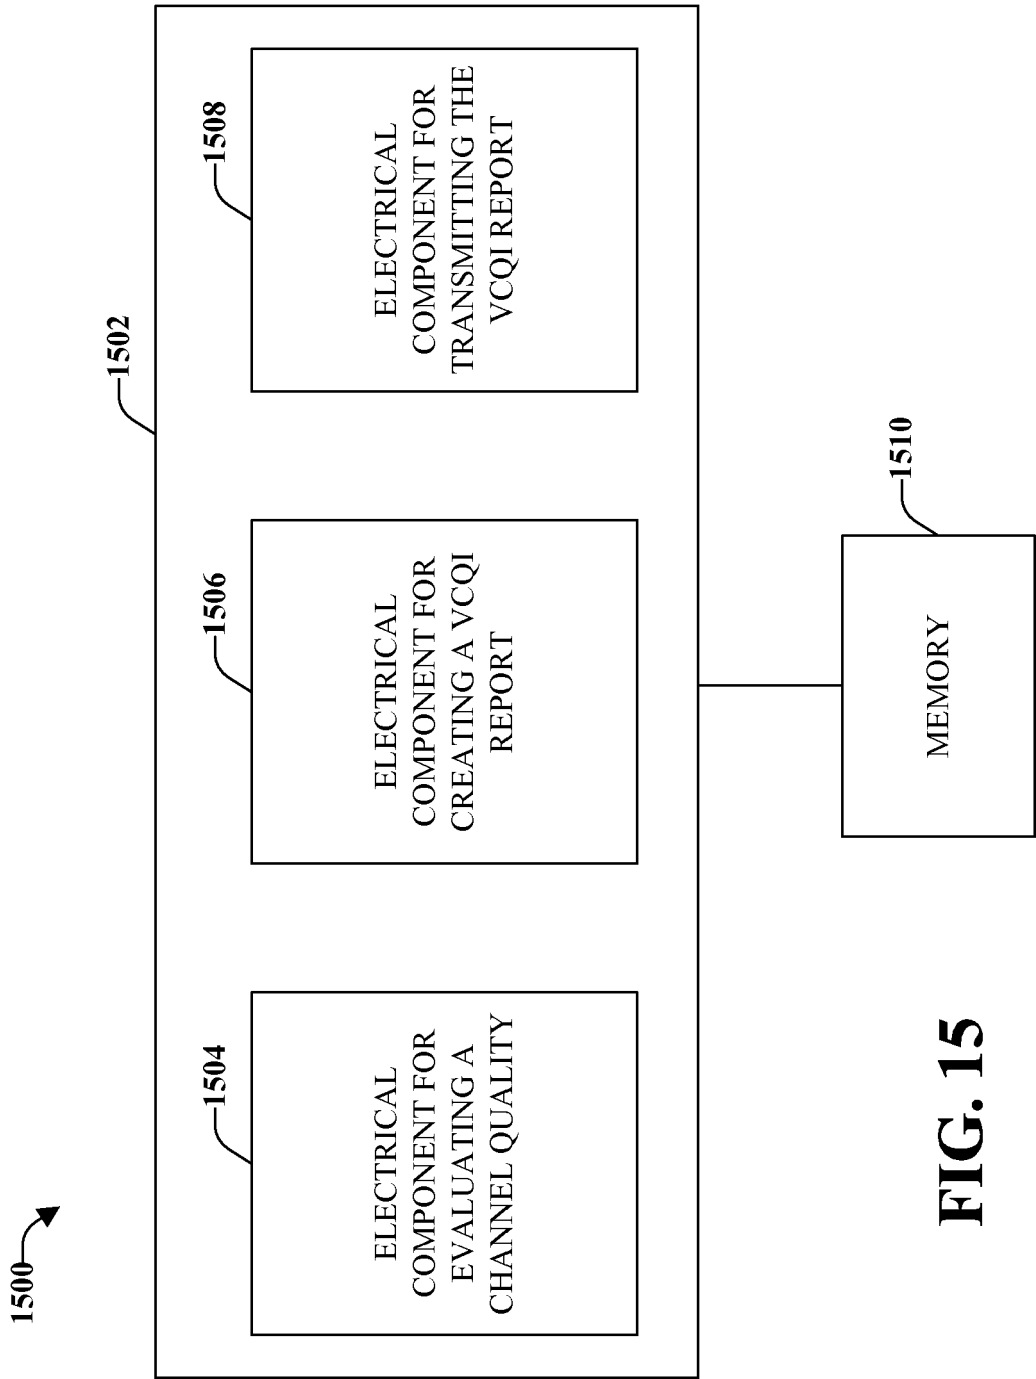 1500
1502
1504
ELECTRICAL
COMPONENT FOR
EVALUATING A
CHANNEL QUALITY
1506
ELECTRICAL
COMPONENT FOR
CREATING A VCQI
REPORT
1508
ELECTRICAL
COMPONENT FOR
TRANSMITTING THE
VCQI REPORT
1510
MEMORY
FIG. 15